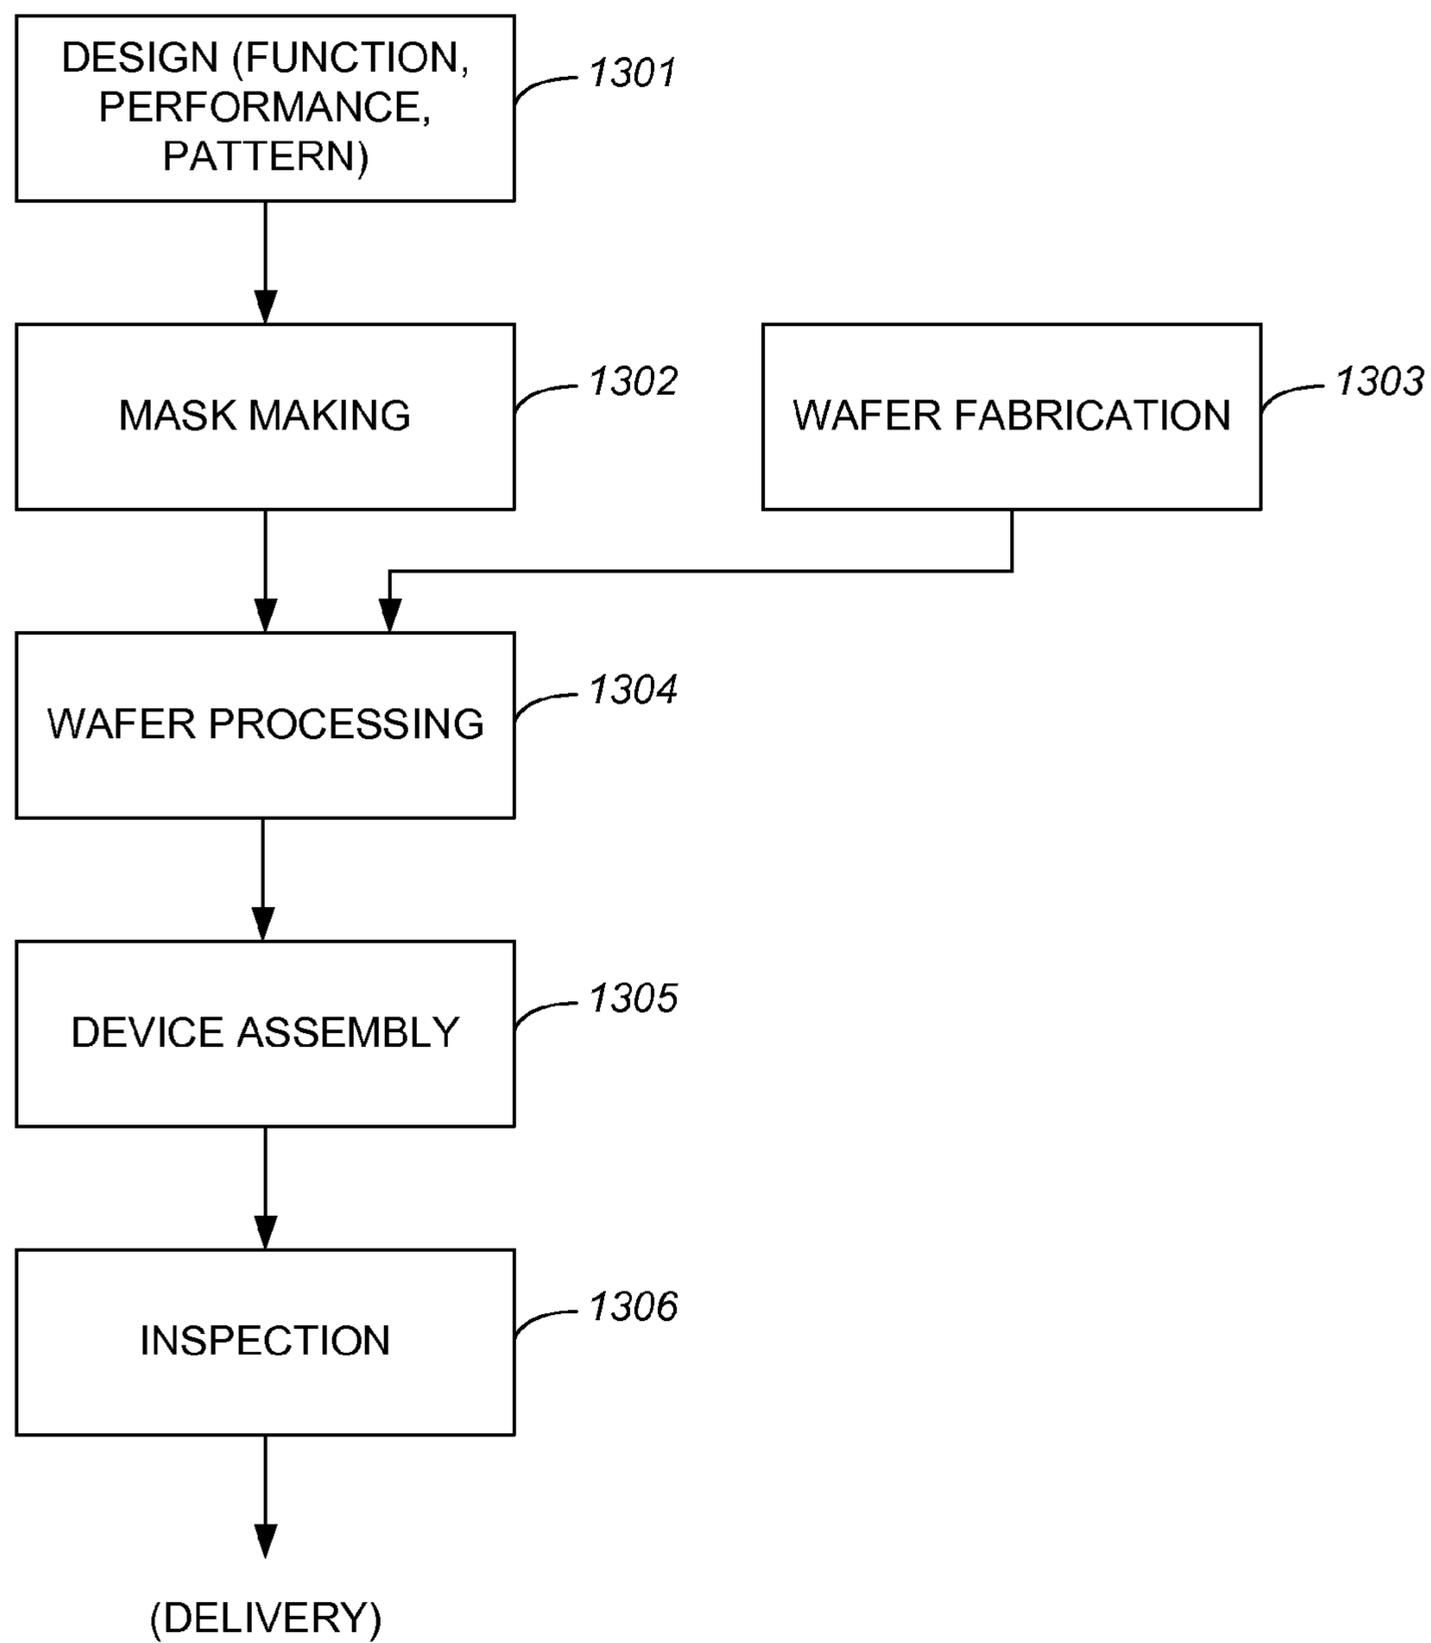 DESIGN (FUNCTION,
PERFORMANCE,
PATTERN)
1301
MASK MAKING
1302
WAFER FABRICATION
1303
WAFER PROCESSING
1304
DEVICE ASSEMBLY
1305
INSPECTION
1306
(DELIVERY)